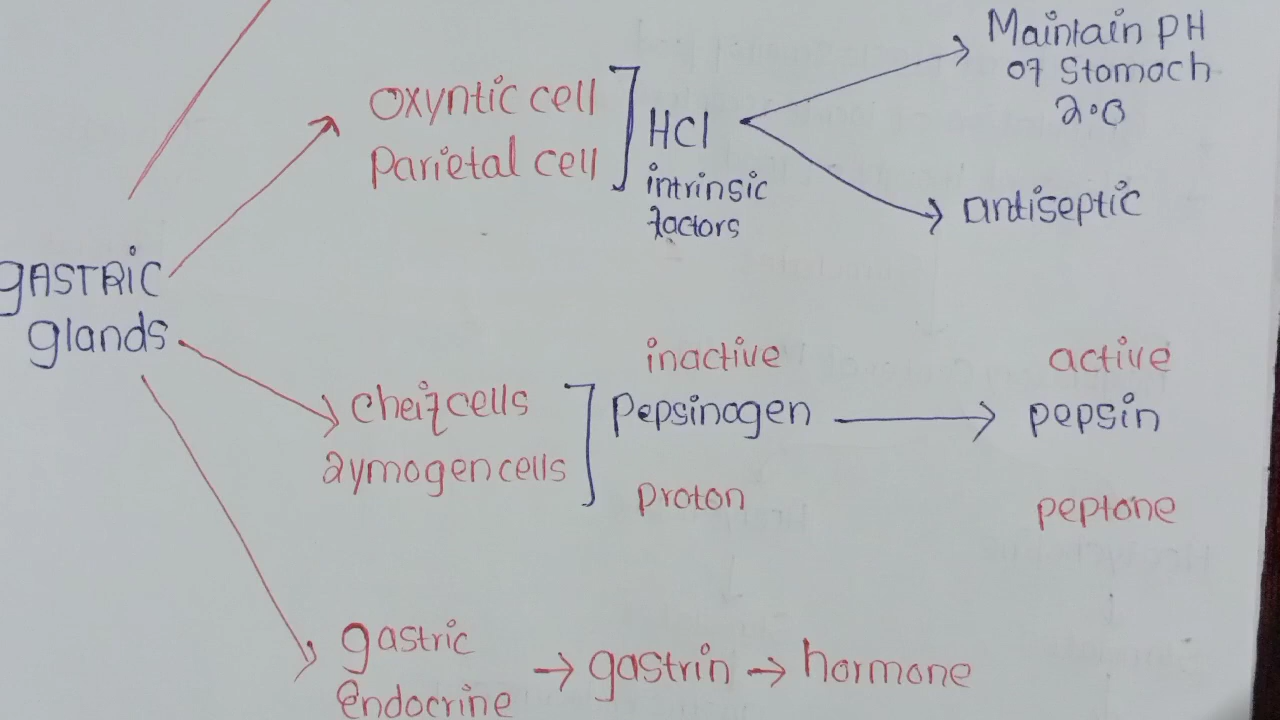 Maintain PH
of Stomach
2.0
oxyntic cell
Parietal cell
HCl
intrinsic
factors
antiseptic
gASTRiC
glands
inactive
active
cheif cells
Pepsinogen
pepsin
zymogen cells
Proton
peptone
gastric
Endocrine
gastrin
hormone